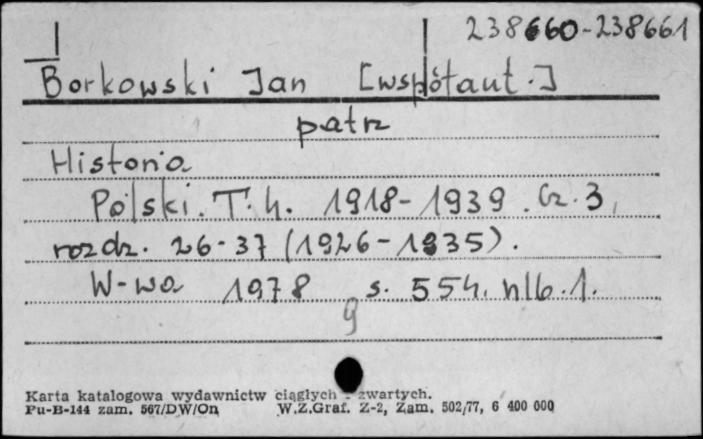 238660-238661
Borkowski Jan [współaut.]
patrz
Historia
Polski. T.4. 1918-1939. Cz. 3,
rozdz. 26-37 (1926-1935).
W-wa 1978 s. 554, nlb. 1.
9
Karta katalogowa wydawnictw ciągłych - zwartych.
Pu-B-144 zam. 567/DW/On W.Z.Graf. Z-2, Zam. 502/77, 6 400 000